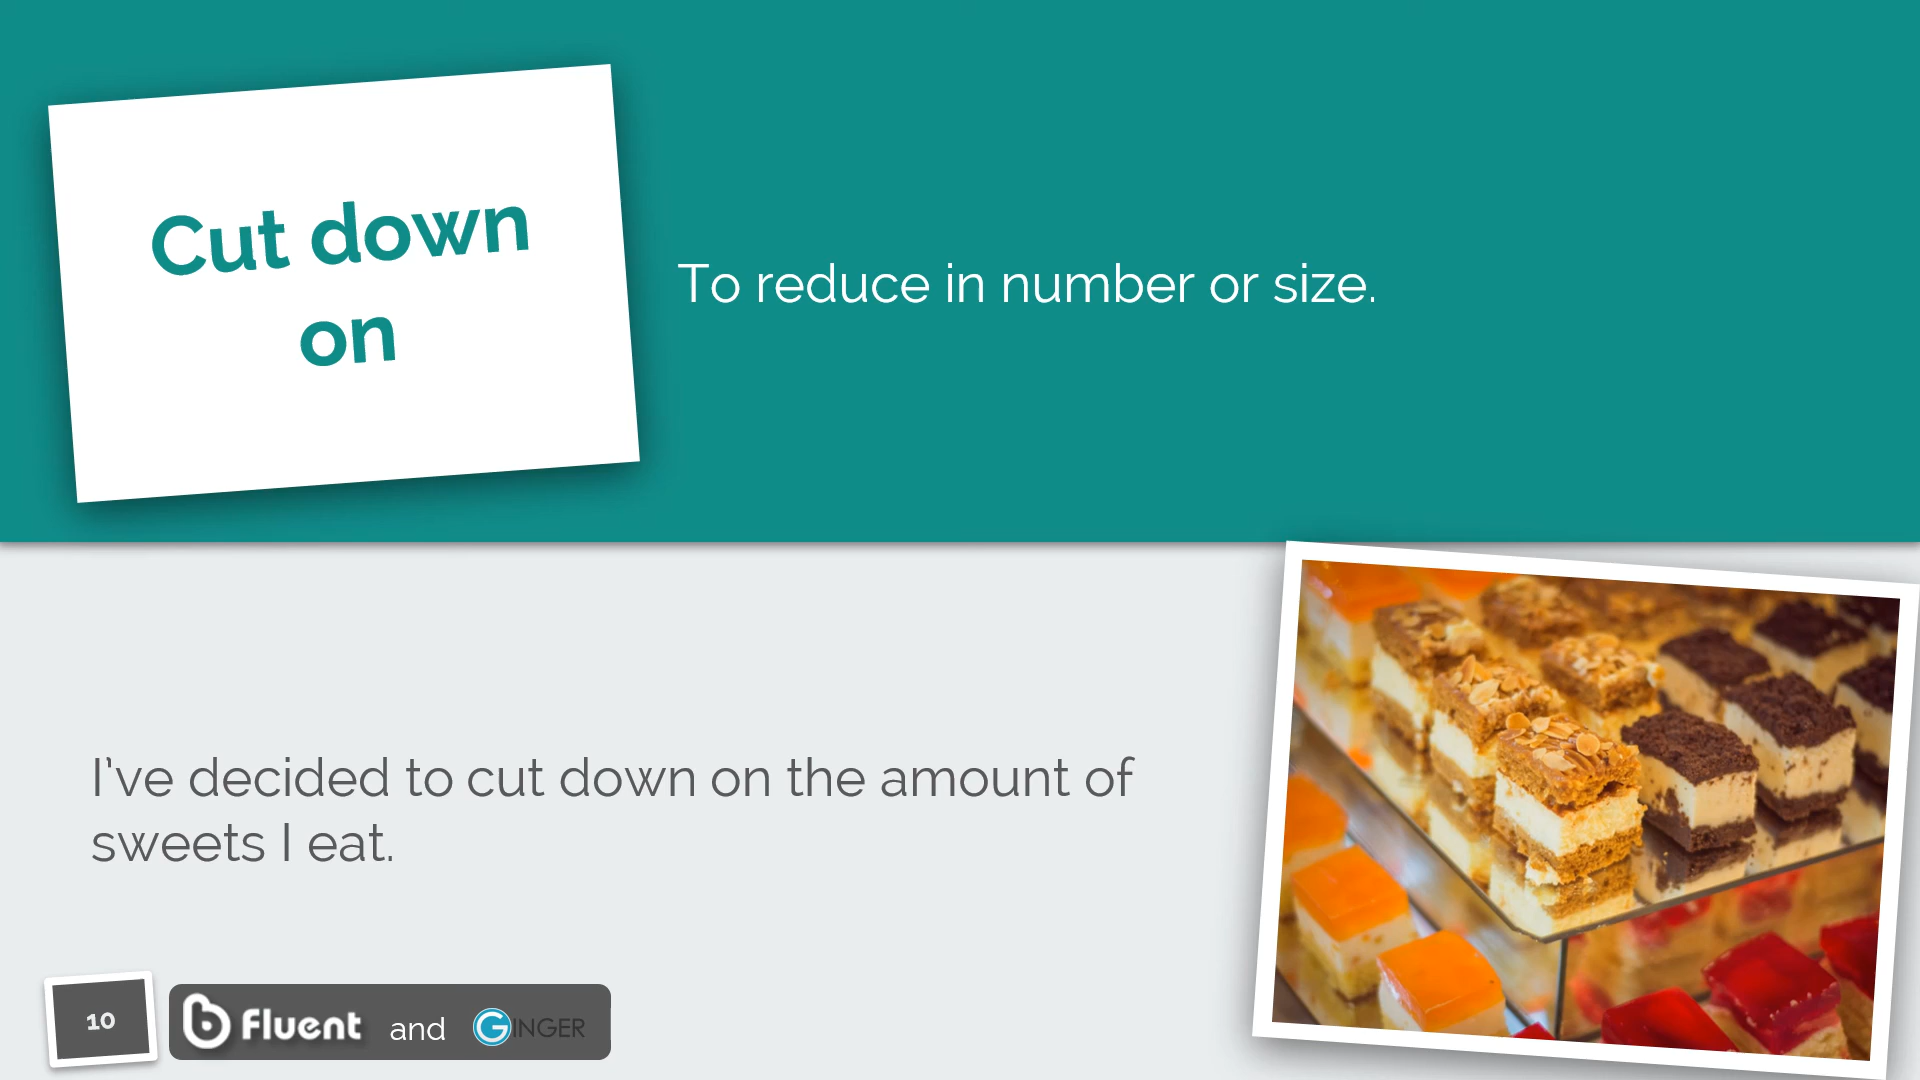 Cut down
on
To reduce in number or size.
I've decided to cut down on the amount of
sweets I eat.
10
b Fluent and GINGER